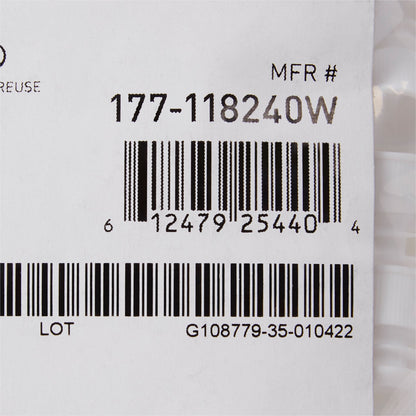 MFR #
REUSE
177-118240W
6 12479 25440 4
LOT G108779-35-010422